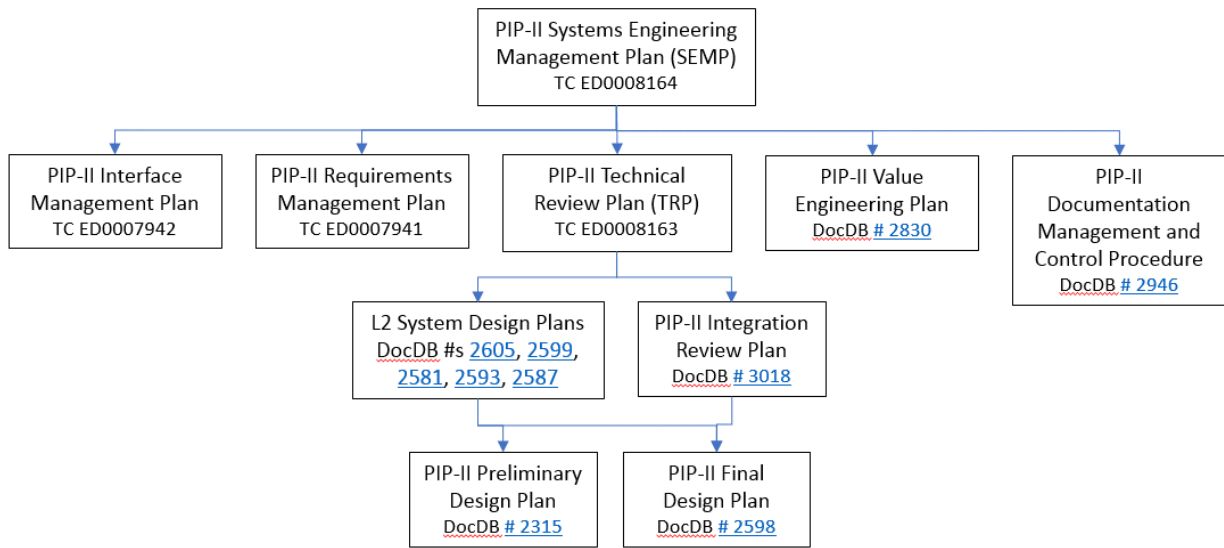 PIP-II Systems Engineering
Management Plan (SEMP)
TC ED0008164
PIP-II Interface
Management Plan
TC ED0007942
PIP-II Requirements
Management Plan
TC ED0007941
PIP-II Technical
Review Plan (TRP)
TC ED0008163
PIP-II Value
Engineering Plan
DocDB # 2830
PIP-II
Documentation
Management and
Control Procedure
DocDB # 2946
L2 System Design Plans
DocDB #s 2605, 2599,
2581, 2593, 2587
PIP-II Integration
Review Plan
DocDB # 3018
PIP-II Preliminary
Design Plan
DocDB # 2315
PIP-II Final
Design Plan
DocDB # 2598